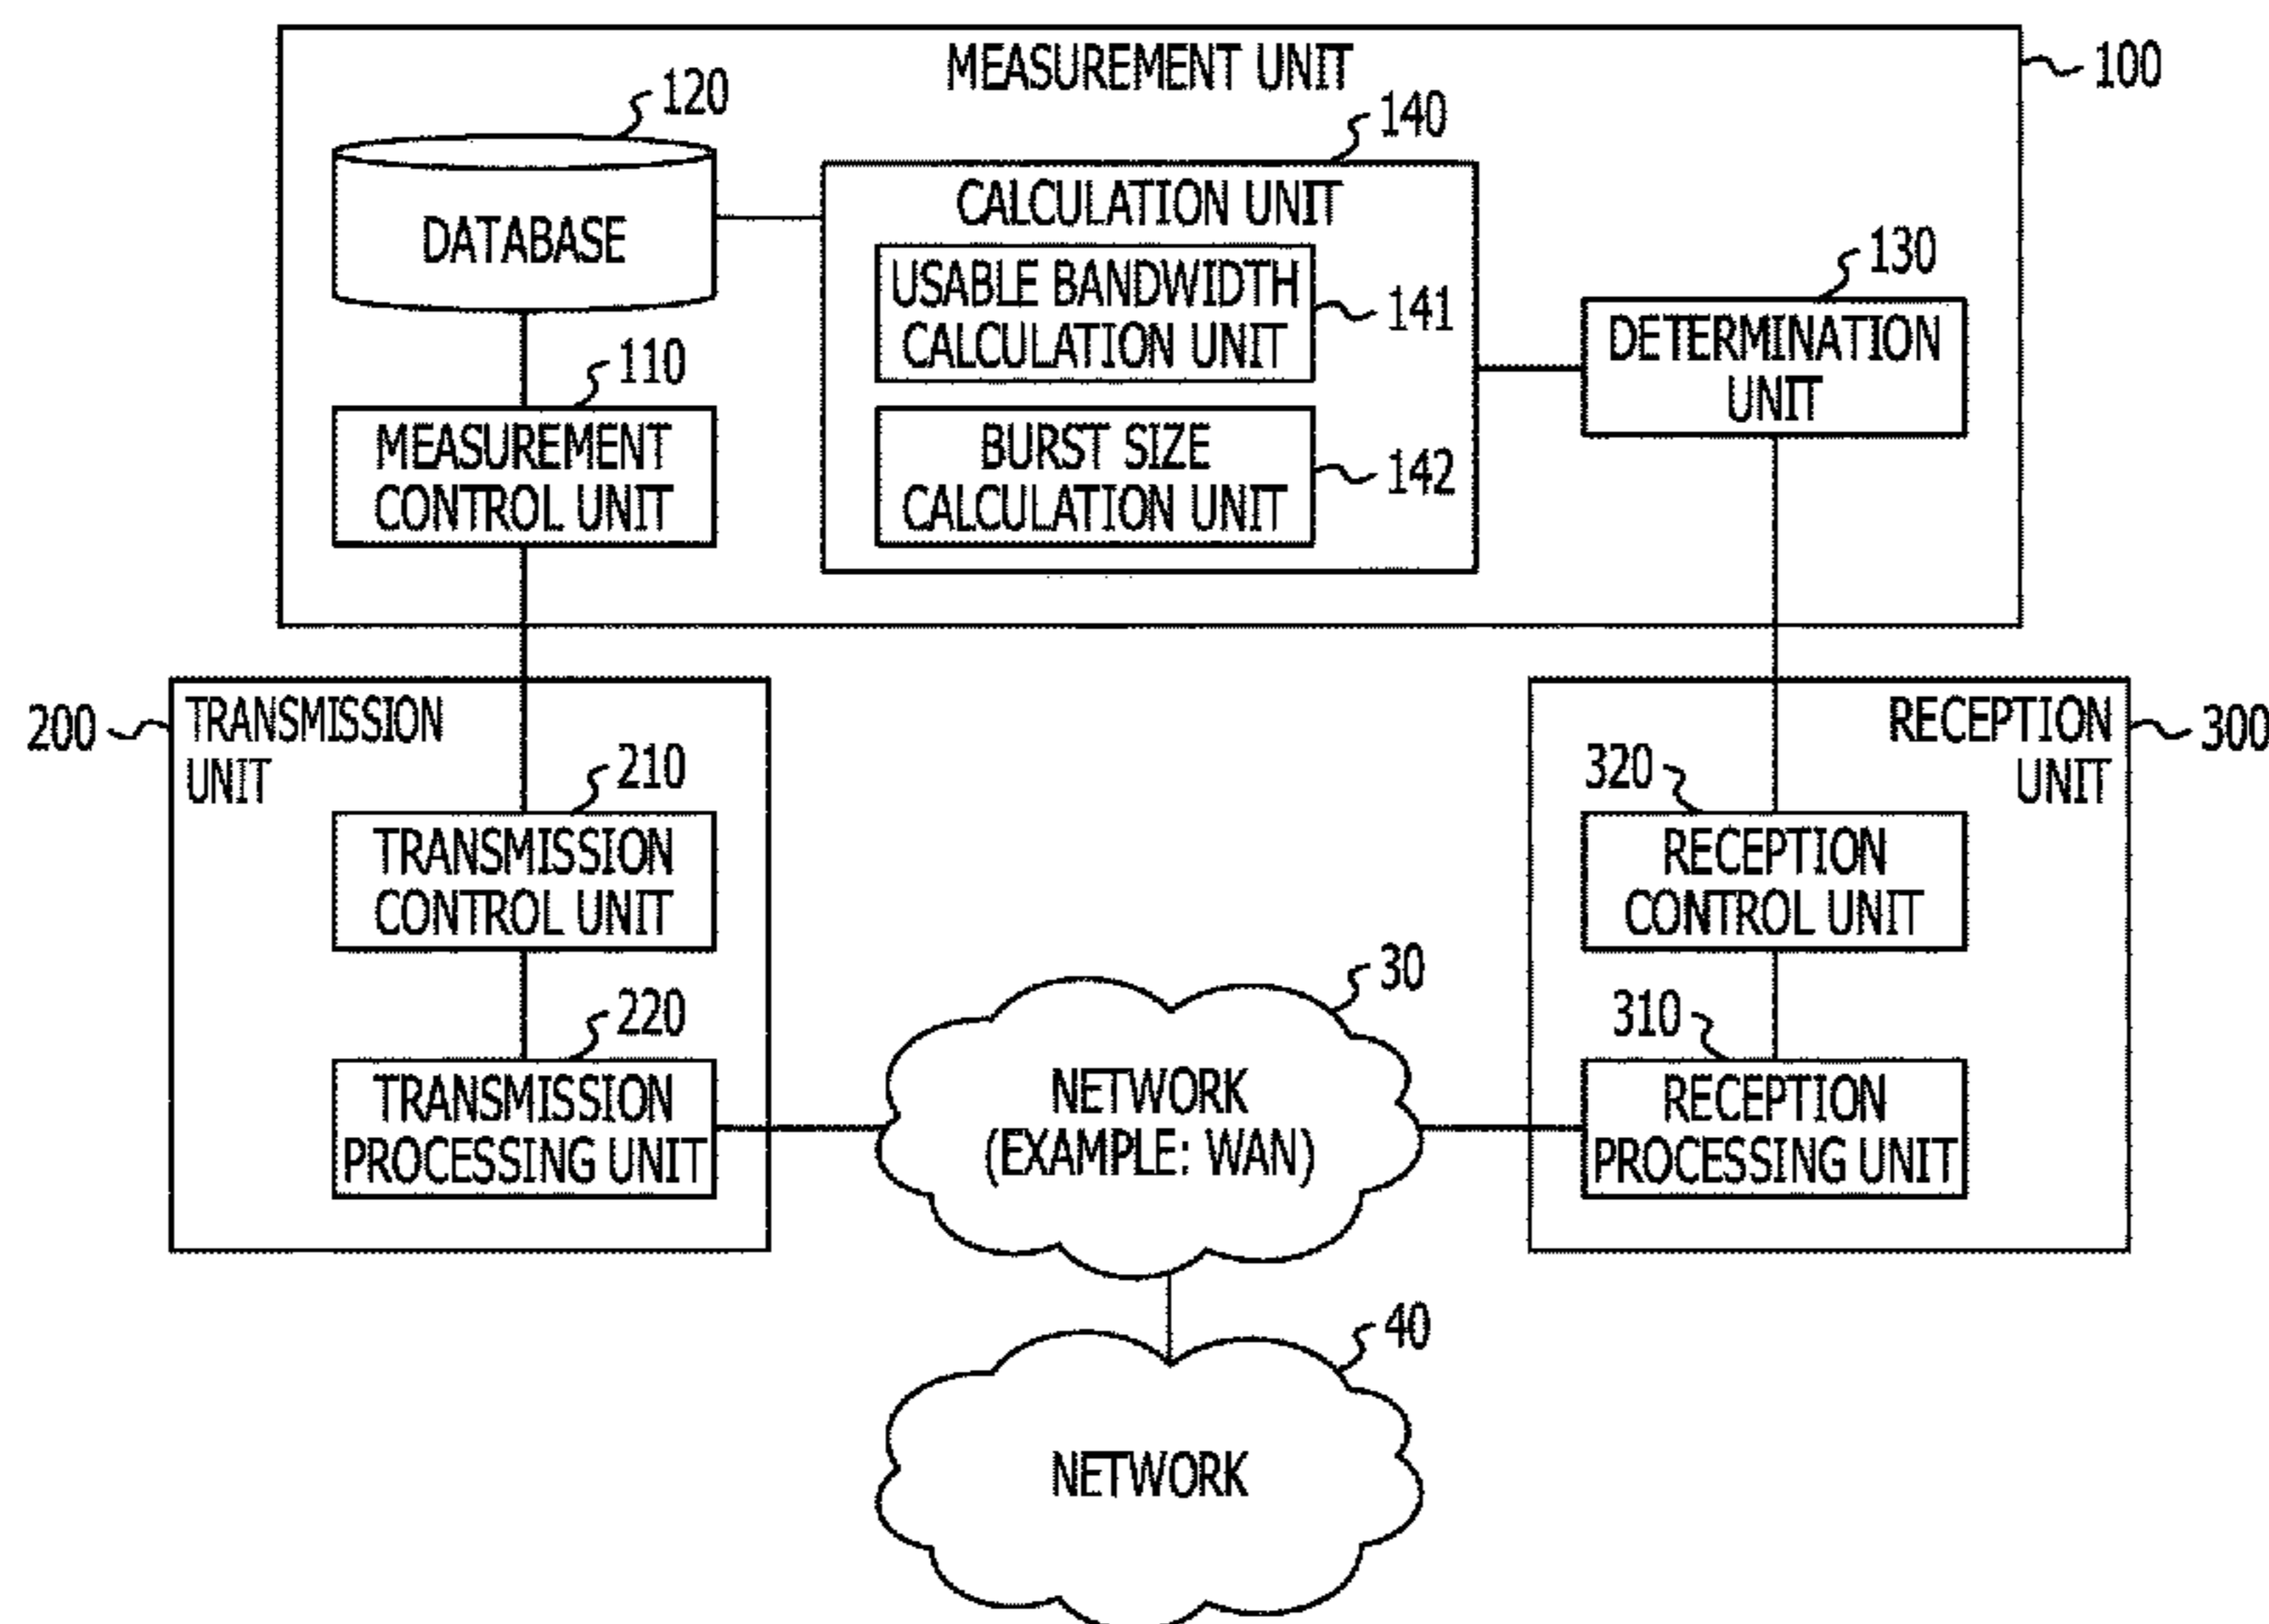 MEASUREMENT UNIT
100
120
140
DATABASE
CALCULATION UNIT
USABLE BANDWIDTH
CALCULATION UNIT
141
130
DETERMINATION
UNIT
110
MEASUREMENT
CONTROL UNIT
BURST SIZE
CALCULATION UNIT
142
200
TRANSMISSION
UNIT
210
TRANSMISSION
CONTROL UNIT
220
TRANSMISSION
PROCESSING UNIT
30
NETWORK
(EXAMPLE: WAN)
RECEPTION
UNIT
300
320
RECEPTION
CONTROL UNIT
310
RECEPTION
PROCESSING UNIT
40
NETWORK